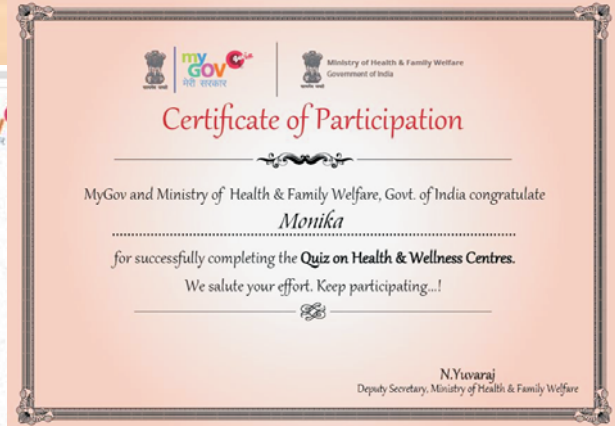 my
GOV
मेरी सरकार
Ministry of Health & Family Welfare
Government of India
Certificate of Participation
MyGov and Ministry of Health & Family Welfare, Govt. of India congratulate
Monika
for successfully completing the Quiz on Health & Wellness Centres.
We salute your effort. Keep participating...!
N.Yuvaraj
Deputy Secretary, Ministry of Health & Family Welfare